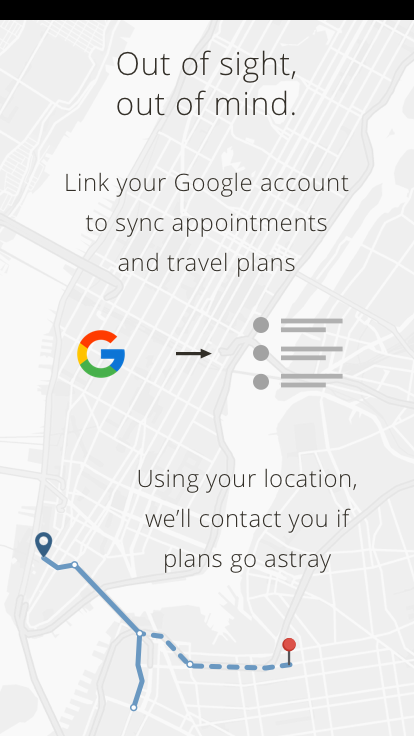 Out of sight,
out of mind.
Link your Google account
to sync appointments
and travel plans
Using your location,
we’ll contact you if
plans go astray